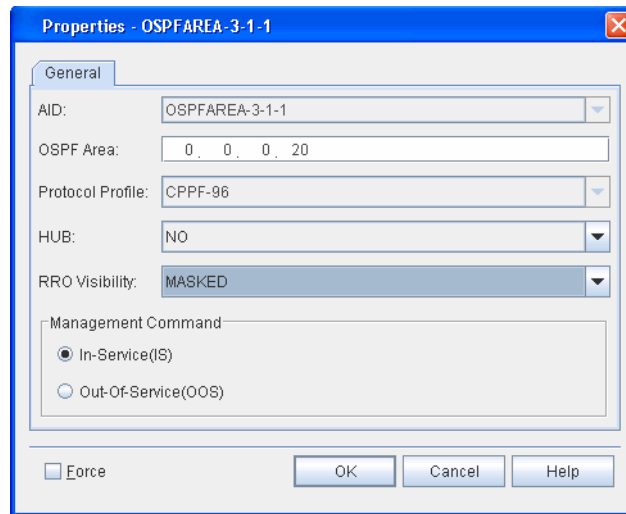 Properties - OSPFAREA-3-1-1
General
AID: OSPFAREA-3-1-1
OSPF Area: 0. 0. 0. 20
Protocol Profile: CPPF-96
HUB: NO
RRO Visibility: MASKED
Management Command
In-Service(IS)
Out-Of-Service(OOS)
Force OK Cancel Help